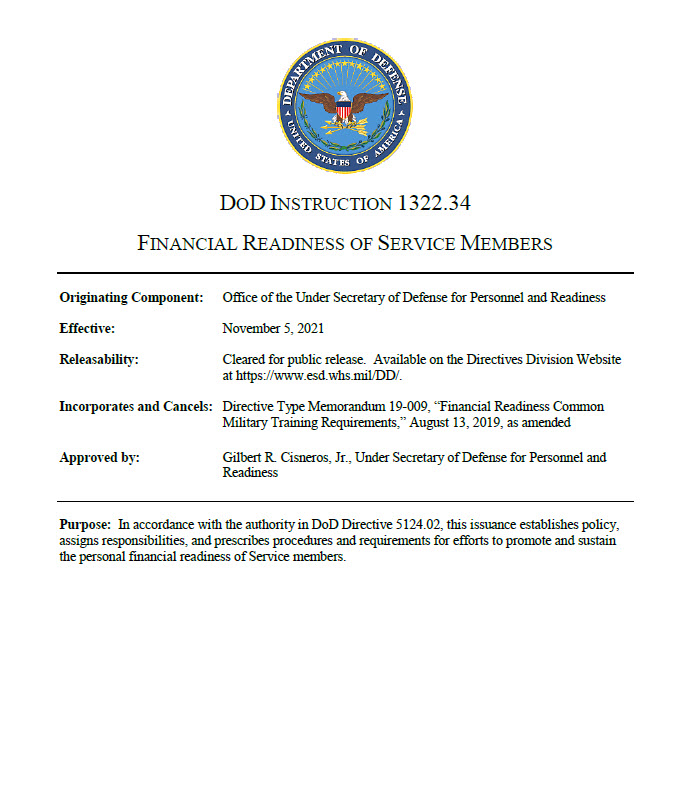 DEPARTMENT OF DEFENSE
UNITED STATES OF AMERICA
DOD INSTRUCTION 1322.34
FINANCIAL READINESS OF SERVICE MEMBERS
Originating Component: Office of the Under Secretary of Defense for Personnel and Readiness
Effective: November 5, 2021
Releasability: Cleared for public release.  Available on the Directives Division Website
at https://www.esd.whs.mil/DD/.
Incorporates and Cancels: Directive Type Memorandum 19-009, “Financial Readiness Common
Military Training Requirements,” August 13, 2019, as amended
Approved by: Gilbert R. Cisneros, Jr., Under Secretary of Defense for Personnel and
Readiness
Purpose:  In accordance with the authority in DoD Directive 5124.02, this issuance establishes policy,
assigns responsibilities, and prescribes procedures and requirements for efforts to promote and sustain
the personal financial readiness of Service members.